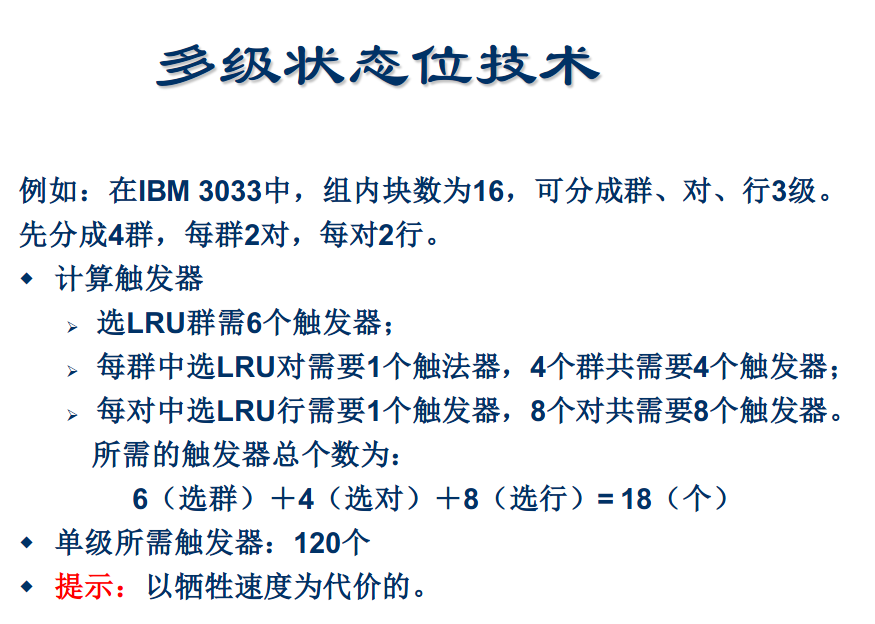 多级状态位技术
例如：在IBM 3033中，组内块数为16，可分成群、对、行3级。
先分成4群，每群2对，每对2行。
◆ 计算触发器
➢ 选LRU群需6个触发器；
➢ 每群中选LRU对需要1个触法器，4个群共需要4个触发器；
➢ 每对中选LRU行需要1个触发器，8个对共需要8个触发器。
所需的触发器总个数为：
6（选群）＋4（选对）＋8（选行）= 18（个）
◆ 单级所需触发器：120个
◆ 提示：以牺牲速度为代价的。